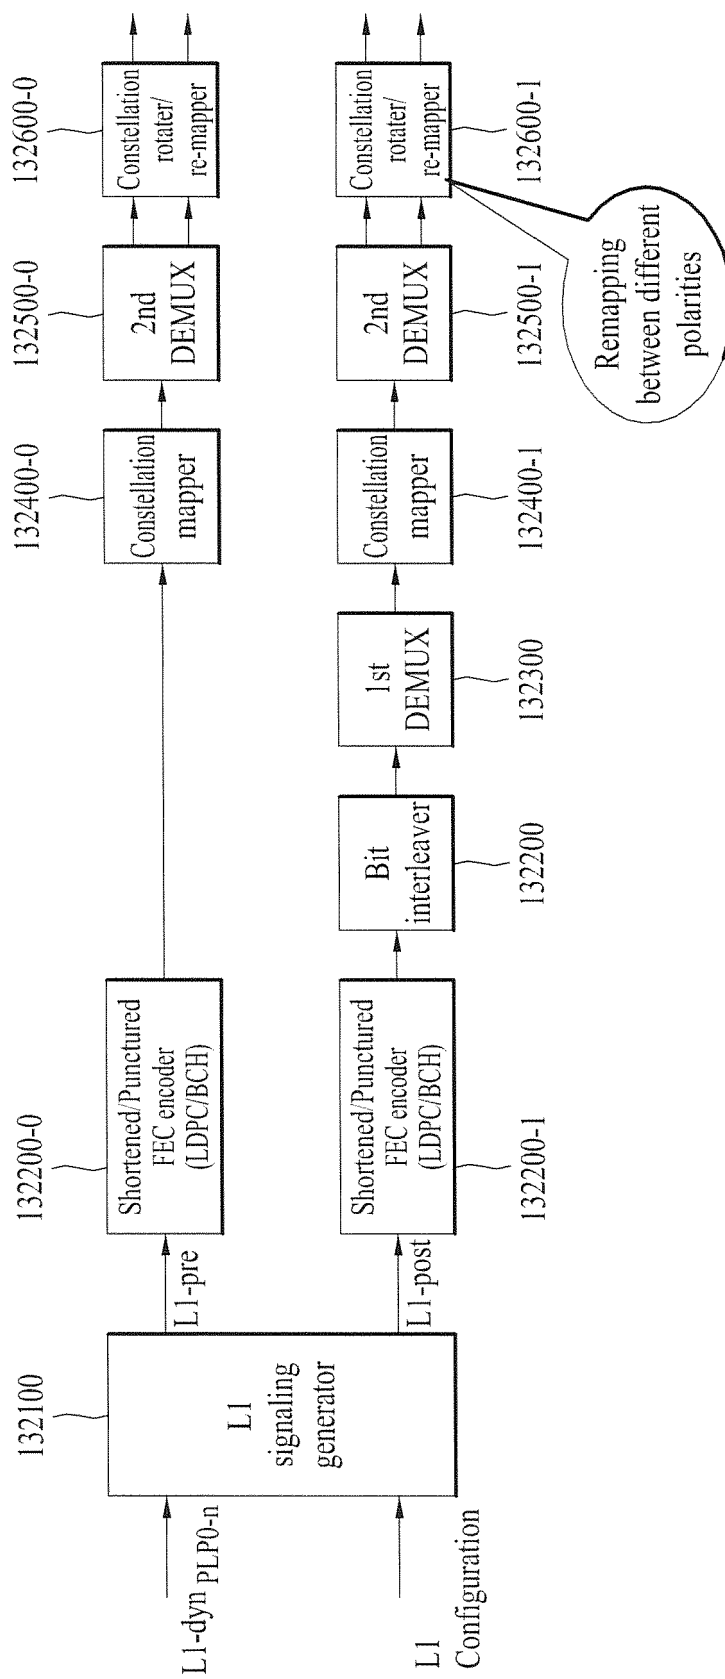 L1-dyn PLP0-n
L1
Configuration
132100
L1
signaling
generator
L1-pre
132200-0
Shortened/Punctured
FEC encoder
(LDPC/BCH)
132400-0
Constellation
mapper
132500-0
2nd
DEMUX
132600-0
Constellation
rotater/
re-mapper
L1-post
Shortened/Punctured
FEC encoder
(LDPC/BCH)
132200-1
Bit
interleaver
132200
1st
DEMUX
132300
Constellation
mapper
132400-1
2nd
DEMUX
132500-1
Constellation
rotater/
re-mapper
132600-1
Remapping
between different
polarities